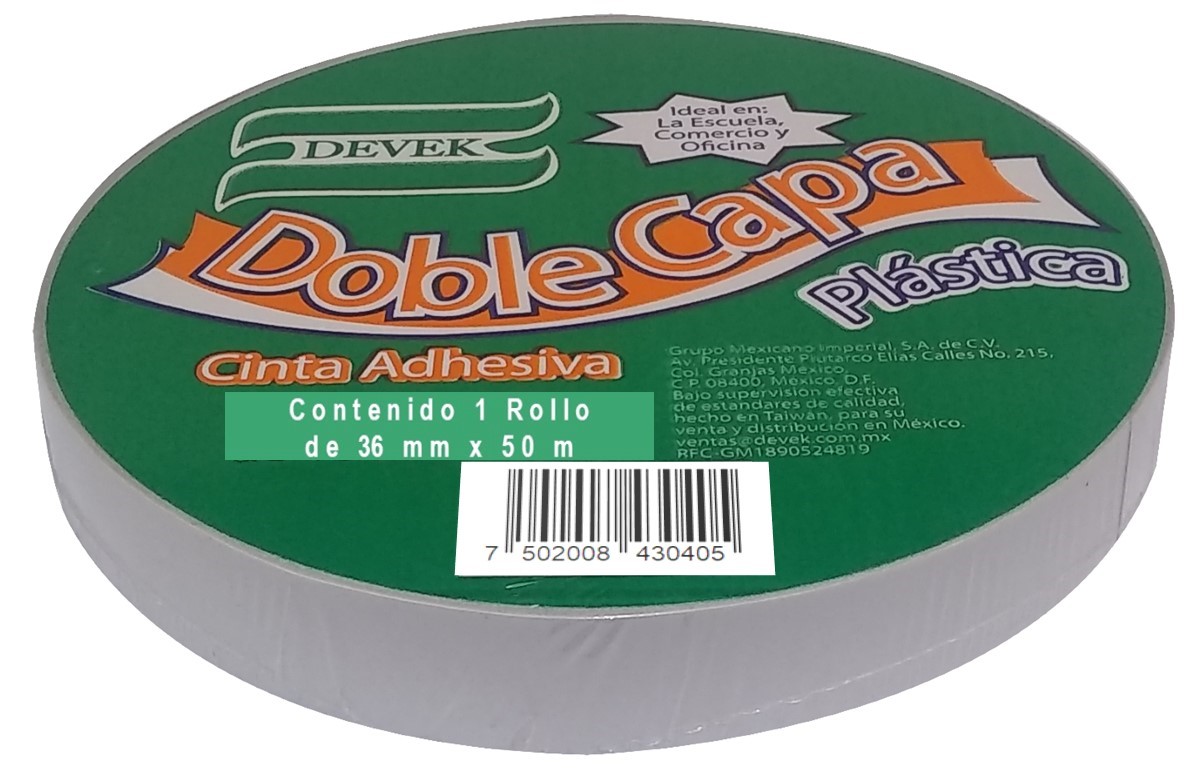 DEVEK
Ideal en:
La Escuela,
Comercio y
Oficina
Doble Capa
Plástica
Cinta Adhesiva
Contenido 1 Rollo
de 36 mm x 50 m
Grupo Mexicano Imperial, S.A. de C.V.
Av. Presidente Plutarco Elías Calles No. 215,
Col. Granjas México,
C.P. 08400, México, D.F.
Bajo supervisión efectiva
de estandares de calidad,
hecho en Taiwán, para su
venta y distribución en México.
ventas@devek.com.mx
RFC-GM1890524819
7 502008 430405